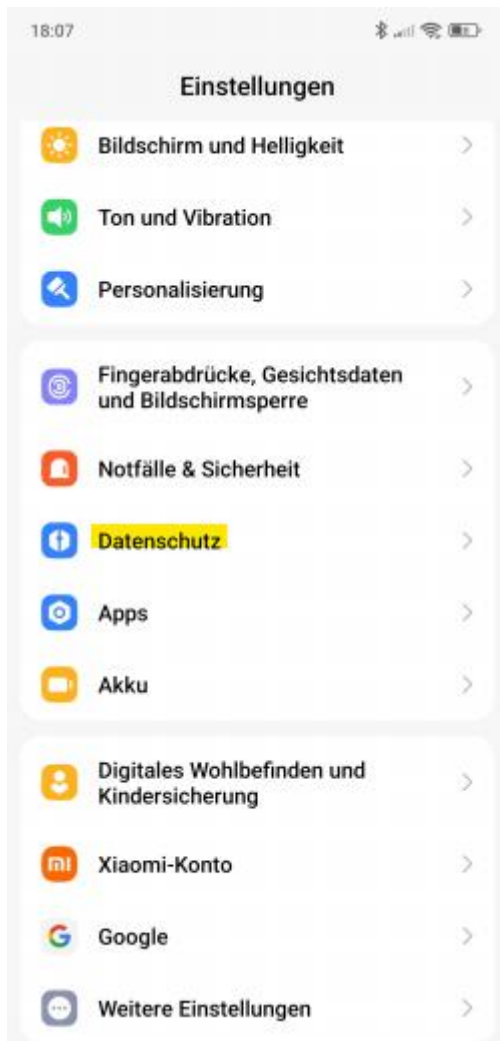 18:07
Einstellungen
Bildschirm und Helligkeit
Ton und Vibration
Personalisierung
Fingerabdrücke, Gesichtsdaten
und Bildschirmsperre
Notfälle & Sicherheit
Datenschutz
Apps
Akku
Digitales Wohlbefinden und
Kindersicherung
Xiaomi-Konto
Google
Weitere Einstellungen